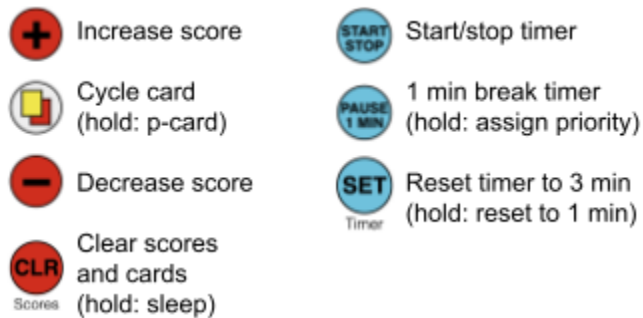 Increase score
Cycle card
(hold: p-card)
Decrease score
CLR
Scores
Clear scores
and cards
(hold: sleep)
START
STOP
Start/stop timer
PAUSE
1 MIN
1 min break timer
(hold: assign priority)
SET
Timer
Reset timer to 3 min
(hold: reset to 1 min)